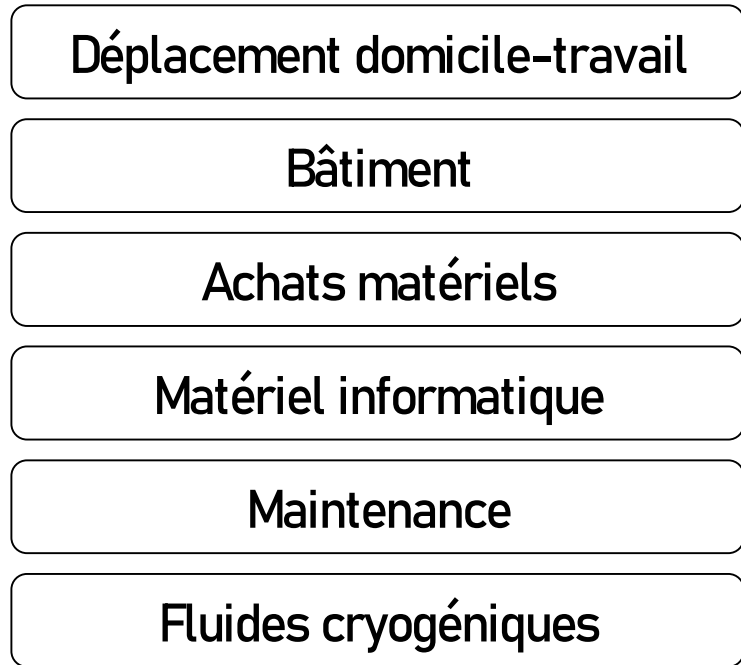 Déplacement domicile-travail
Bâtiment
Achats matériels
Matériel informatique
Maintenance
Fluides cryogéniques